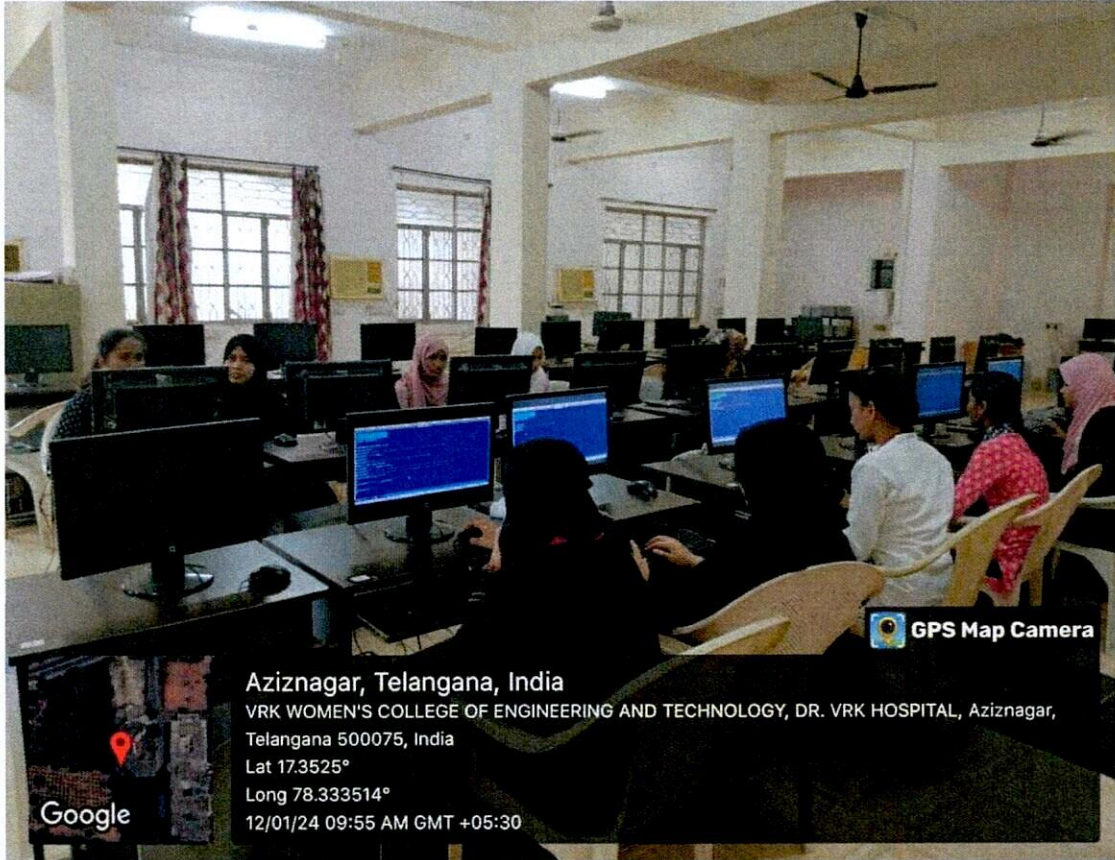 GPS Map Camera
Aziznagar, Telangana, India
VRK WOMEN'S COLLEGE OF ENGINEERING AND TECHNOLOGY, DR. VRK HOSPITAL, Aziznagar,
Telangana 500075, India
Lat 17.3525°
Long 78.333514°
12/01/24 09:55 AM GMT +05:30
Google